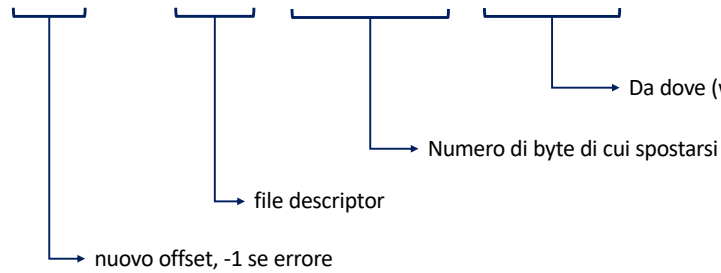 Da dove (
Numero di byte di cui spostarsi
file descriptor
nuovo offset, -1 se errore